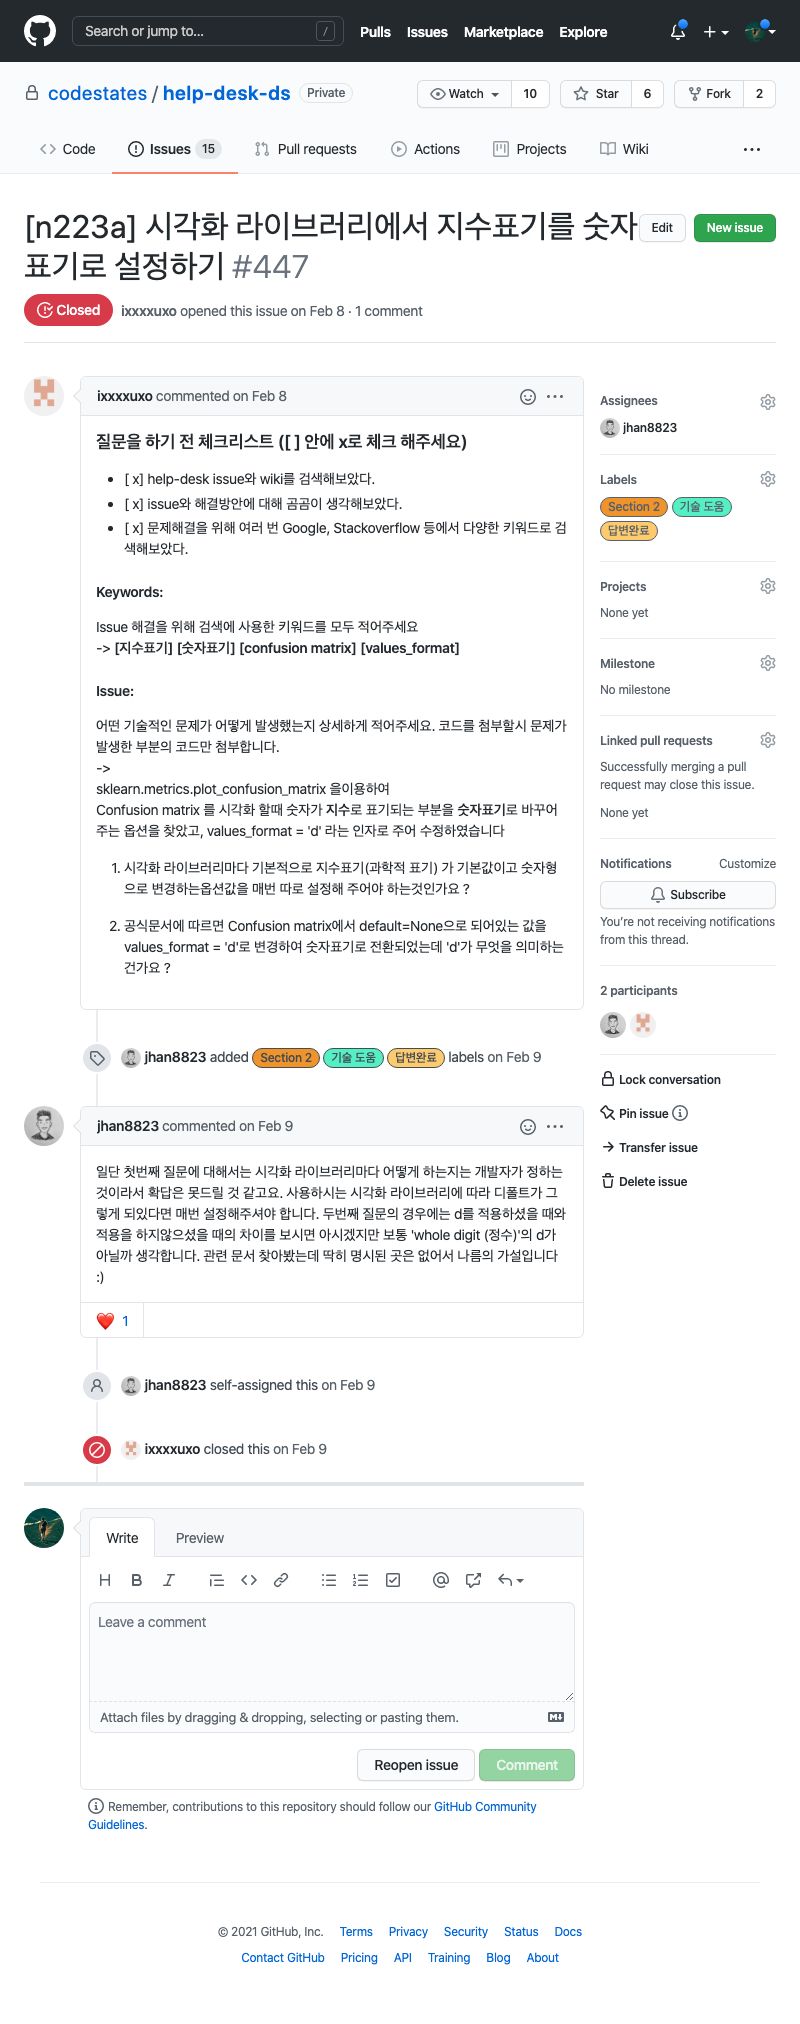 Search or jump to... /
Pulls Issues Marketplace Explore
codestates / help-desk-ds Private
Watch 10 Star 6 Fork 2
Code Issues 15 Pull requests Actions Projects Wiki ...
[n223a] 시각화 라이브러리에서 지수표기를 숫자
표기로 설정하기 #447
Edit New issue
Closed ixxxxuxo opened this issue on Feb 8 · 1 comment
ixxxxuxo commented on Feb 8
질문을 하기 전 체크리스트 ([ ] 안에 x로 체크 해주세요)
• [ x] help-desk issue와 wiki를 검색해보았다.
• [ x] issue와 해결방안에 대해 곰곰이 생각해보았다.
• [ x] 문제해결을 위해 여러 번 Google, Stackoverflow 등에서 다양한 키워드로 검
색해보았다.
Keywords:
Issue 해결을 위해 검색에 사용한 키워드를 모두 적어주세요
-> [지수표기] [숫자표기] [confusion matrix] [values_format]
Issue:
어떤 기술적인 문제가 어떻게 발생했는지 상세하게 적어주세요. 코드를 첨부할시 문제가
발생한 부분의 코드만 첨부합니다.
->
sklearn.metrics.plot_confusion_matrix 을이용하여
Confusion matrix 를 시각화 할때 숫자가 지수로 표기되는 부분을 숫자표기로 바꾸어
주는 옵션을 찾았고, values_format = 'd' 라는 인자로 주어 수정하였습니다
1. 시각화 라이브러리마다 기본적으로 지수표기(과학적 표기) 가 기본값이고 숫자형
으로 변경하는옵션값을 매번 따로 설정해 주어야 하는것인가요 ?
2. 공식문서에 따르면 Confusion matrix에서 default=None으로 되어있는 값을
values_format = 'd'로 변경하여 숫자표기로 전환되었는데 'd'가 무엇을 의미하는
건가요 ?
jhan8823 added Section 2 기술 도움 답변완료 labels on Feb 9
jhan8823 commented on Feb 9
일단 첫번째 질문에 대해서는 시각화 라이브러리마다 어떻게 하는지는 개발자가 정하는
것이라서 확답은 못드릴 것 같고요. 사용하시는 시각화 라이브러리에 따라 디폴트가 그
렇게 되있다면 매번 설정해주셔야 합니다. 두번째 질문의 경우에는 d를 적용하셨을 때와
적용을 하지않으셨을 때의 차이를 보시면 아시겠지만 보통 'whole digit (정수)'의 d가
아닐까 생각합니다. 관련 문서 찾아봤는데 딱히 명시된 곳은 없어서 나름의 가설입니다
:)
❤️ 1
jhan8823 self-assigned this on Feb 9
ixxxxuxo closed this on Feb 9
Write Preview
H B I
Leave a comment
Attach files by dragging & dropping, selecting or pasting them.
Reopen issue Comment
Remember, contributions to this repository should follow our GitHub Community
Guidelines.
Assignees
jhan8823
Labels
Section 2 기술 도움
답변완료
Projects
None yet
Milestone
No milestone
Linked pull requests
Successfully merging a pull
request may close this issue.
None yet
Notifications Customize
Subscribe
You're not receiving notifications
from this thread.
2 participants
Lock conversation
Pin issue
Transfer issue
Delete issue
© 2021 GitHub, Inc. Terms Privacy Security Status Docs
Contact GitHub Pricing API Training Blog About